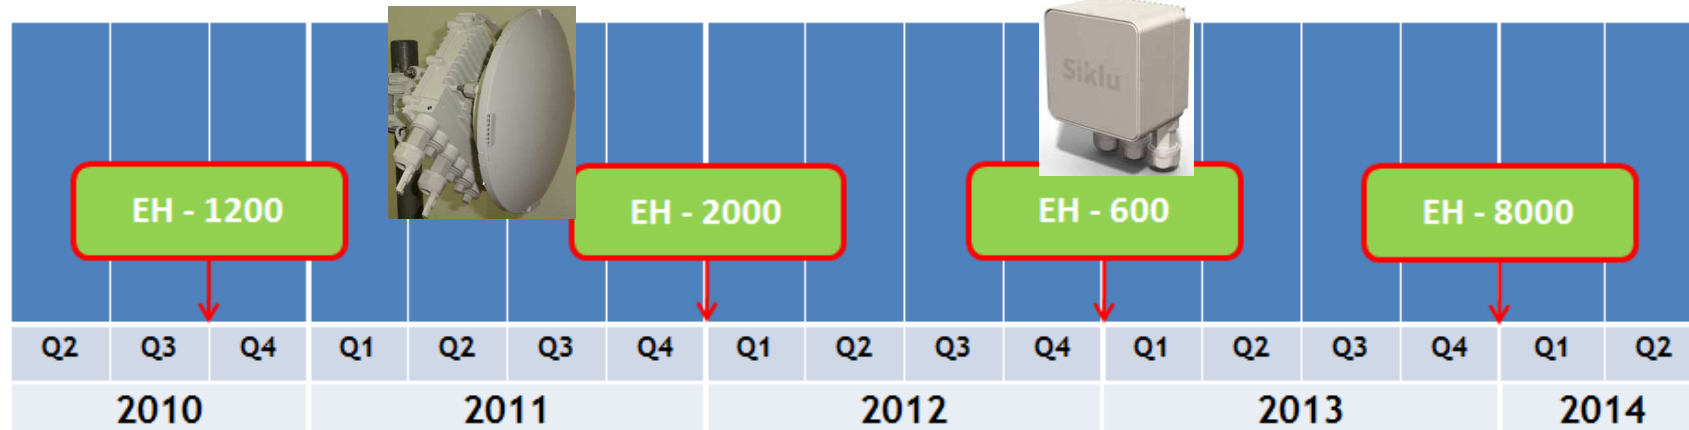 Siklu
EH - 1200
EH - 2000
EH - 600
EH - 8000
Q2 Q3 Q4 Q1 Q2 Q3 Q4 Q1 Q2 Q3 Q4 Q1 Q2 Q3 Q4 Q1 Q2
2010 2011 2012 2013 2014